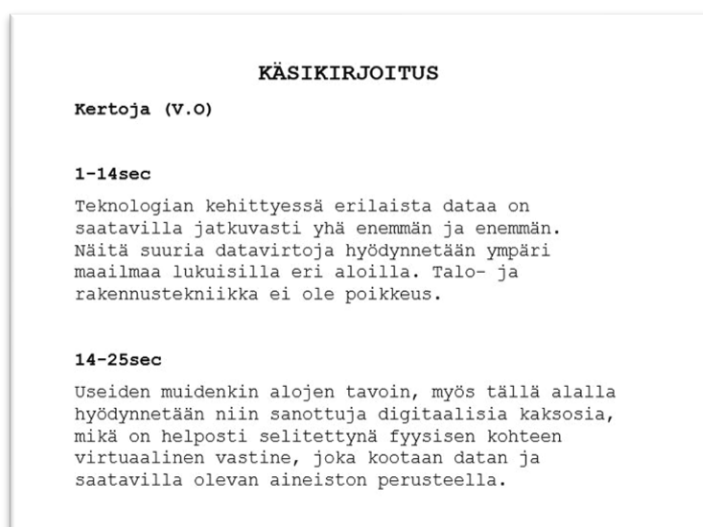 KÄSIKIRJOITUS
Kertoja (V.O)
1-14sec
Teknologian kehittyessä erilaista dataa on
saatavilla jatkuvasti yhä enemmän ja enemmän.
Näitä suuria datavirtoja hyödynnetään ympäri
maailmaa lukuisilla eri aloilla. Talo- ja
rakennustekniikka ei ole poikkeus.
14-25sec
Useiden muidenkin alojen tavoin, myös tällä alalla
hyödynnetään niin sanottuja digitaalisia kaksosia,
mikä on helposti selitettynä fyysisen kohteen
virtuaalinen vastine, joka kootaan datan ja
saatavilla olevan aineiston perusteella.